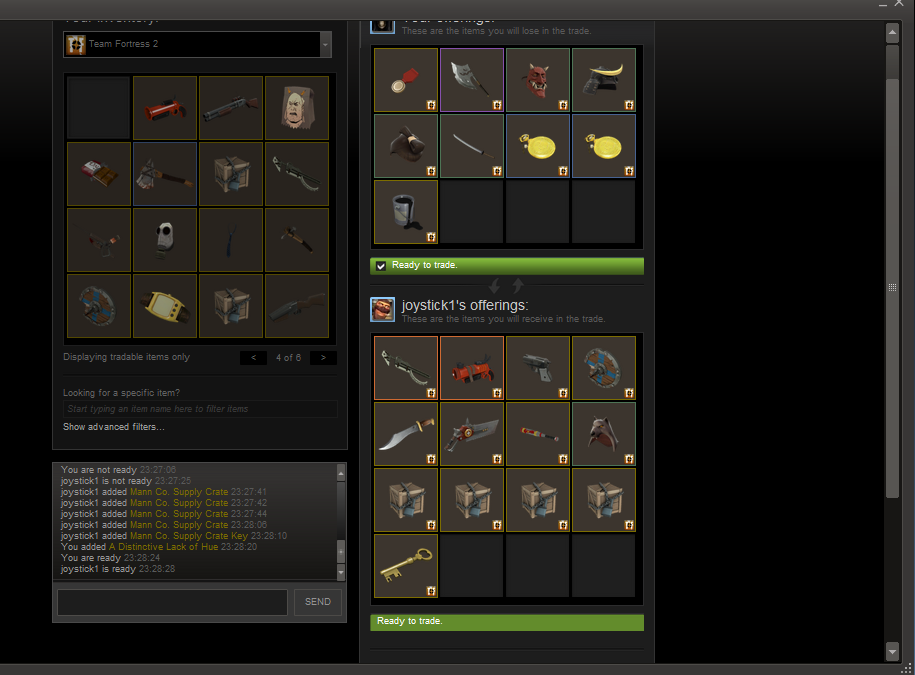 Your inventory:
Team Fortress 2
Displaying tradable items only
< 4 of 6 >
Looking for a specific item?
Start typing an item name here to filter items
Show advanced filters...
You are not ready 23:27:06
joystick1 is not ready 23:27:25
joystick1 added Mann Co. Supply Crate 23:27:41
joystick1 added Mann Co. Supply Crate 23:27:42
joystick1 added Mann Co. Supply Crate 23:27:44
joystick1 added Mann Co. Supply Crate 23:28:06
joystick1 added Mann Co. Supply Crate Key 23:28:10
You added A Distinctive Lack of Hue 23:28:20
You are ready 23:28:24
joystick1 is ready 23:28:28
SEND
Your offerings:
These are the items you will lose in the trade.
Ready to trade.
joystick1's offerings:
These are the items you will receive in the trade.
Ready to trade.